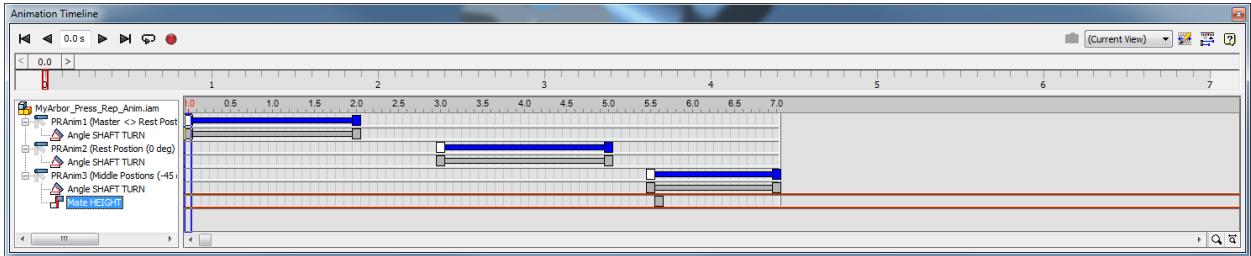 Animation Timeline
0.0 s
(Current View)
< 0.0 >
0 1 2 3 4 5 6 7
0.0 0.5 1.0 1.5 2.0 2.5 3.0 3.5 4.0 4.5 5.0 5.5 6.0 6.5 7.0
MyArbor_Press_Rep_Anim.iam
PRAnim1 (Master <> Rest Post
Angle SHAFT TURN
PRAnim2 (Rest Postion (0 deg)
Angle SHAFT TURN
PRAnim3 (Middle Postions (-45
Angle SHAFT TURN
Mate HEIGHT